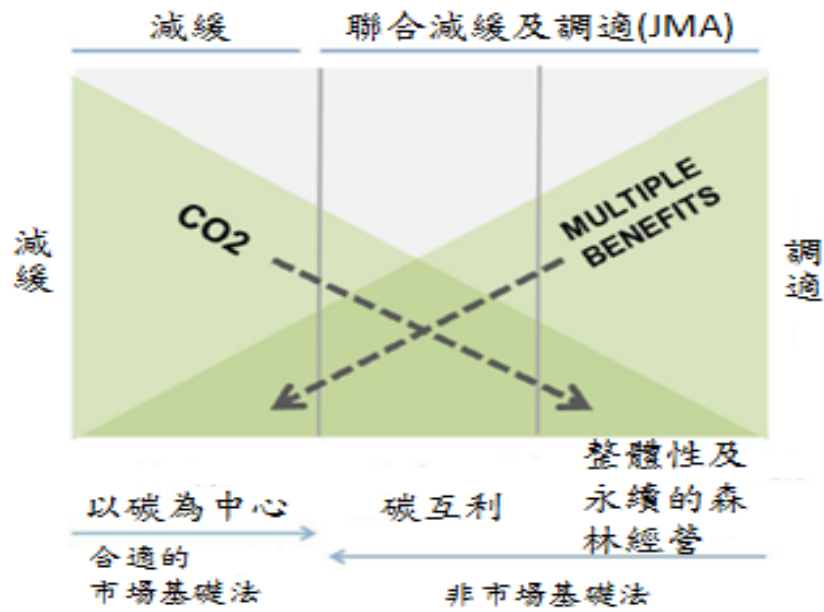 減緩
聯合減緩及調適(JMA)
減緩
CO2
MULTIPLE
BENEFITS
調適
以碳為中心
碳互利
整體性及
永續的森
林經營
合適的
市場基礎法
非市場基礎法